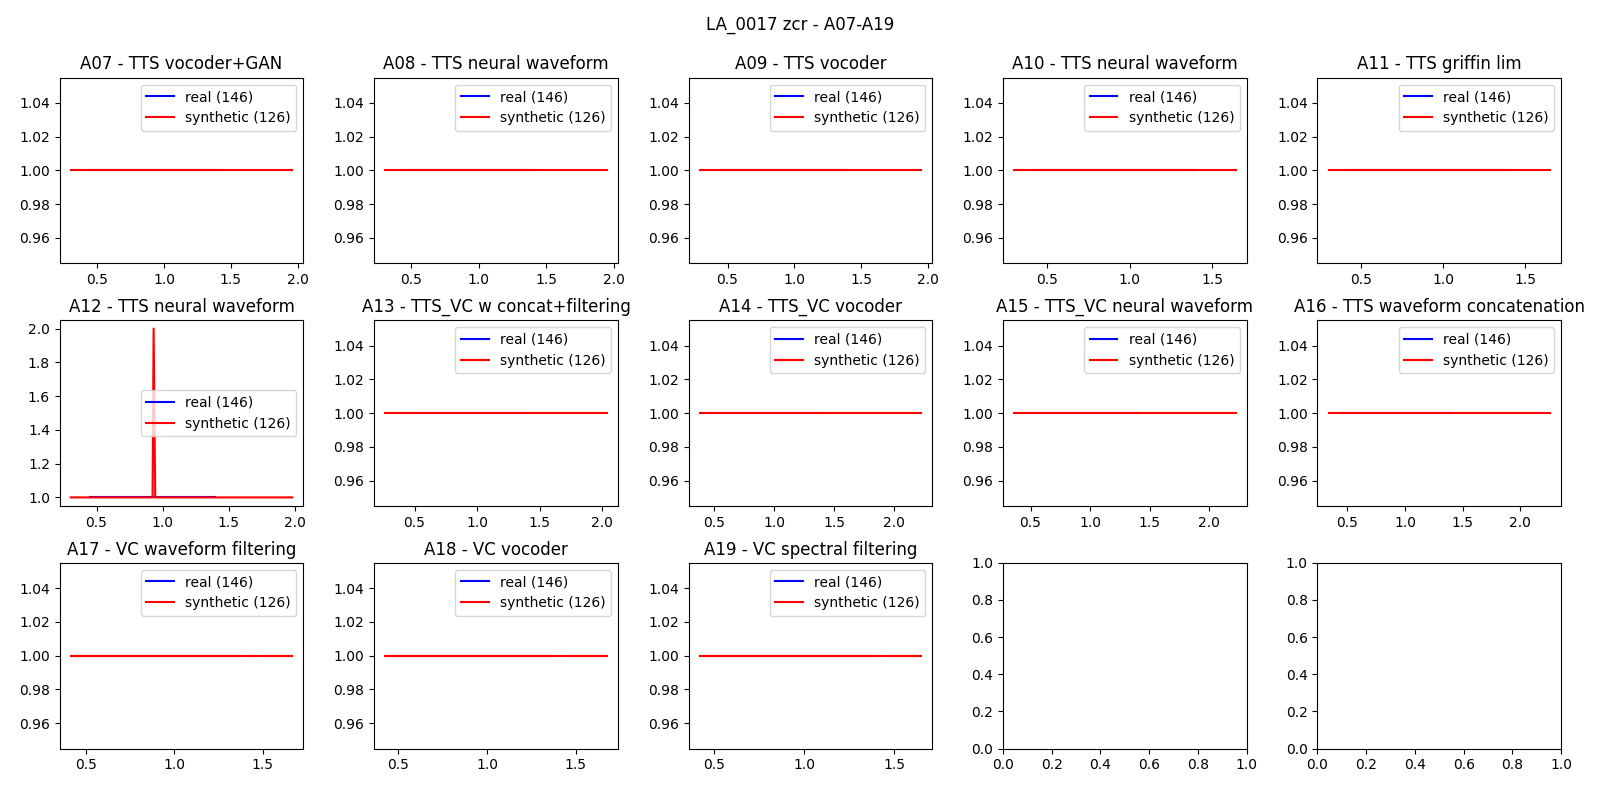 LA_0017 zcr - A07-A19
A07 - TTS vocoder+GAN
real (146)
synthetic (126)
1.04
1.02
1.00
0.98
0.96
0.5 1.0 1.5 2.0
A08 - TTS neural waveform
real (146)
synthetic (126)
1.04
1.02
1.00
0.98
0.96
0.5 1.0 1.5 2.0
A09 - TTS vocoder
real (146)
synthetic (126)
1.04
1.02
1.00
0.98
0.96
0.5 1.0 1.5 2.0
A10 - TTS neural waveform
real (146)
synthetic (126)
1.04
1.02
1.00
0.98
0.96
0.5 1.0 1.5
A11 - TTS griffin lim
real (146)
synthetic (126)
1.04
1.02
1.00
0.98
0.96
0.5 1.0 1.5
A12 - TTS neural waveform
real (146)
synthetic (126)
2.0
1.8
1.6
1.4
1.2
1.0
0.5 1.0 1.5 2.0
A13 - TTS_VC w concat+filtering
real (146)
synthetic (126)
1.04
1.02
1.00
0.98
0.96
0.5 1.0 1.5 2.0
A14 - TTS_VC vocoder
real (146)
synthetic (126)
1.04
1.02
1.00
0.98
0.96
0.5 1.0 1.5 2.0
A15 - TTS_VC neural waveform
real (146)
synthetic (126)
1.04
1.02
1.00
0.98
0.96
0.5 1.0 1.5 2.0
A16 - TTS waveform concatenation
real (146)
synthetic (126)
1.04
1.02
1.00
0.98
0.96
0.5 1.0 1.5 2.0
A17 - VC waveform filtering
real (146)
synthetic (126)
1.04
1.02
1.00
0.98
0.96
0.5 1.0 1.5
A18 - VC vocoder
real (146)
synthetic (126)
1.04
1.02
1.00
0.98
0.96
0.5 1.0 1.5
A19 - VC spectral filtering
real (146)
synthetic (126)
1.04
1.02
1.00
0.98
0.96
0.5 1.0 1.5
1.0
0.8
0.6
0.4
0.2
0.0
0.0 0.2 0.4 0.6 0.8 1.0
1.0
0.8
0.6
0.4
0.2
0.0
0.0 0.2 0.4 0.6 0.8 1.0